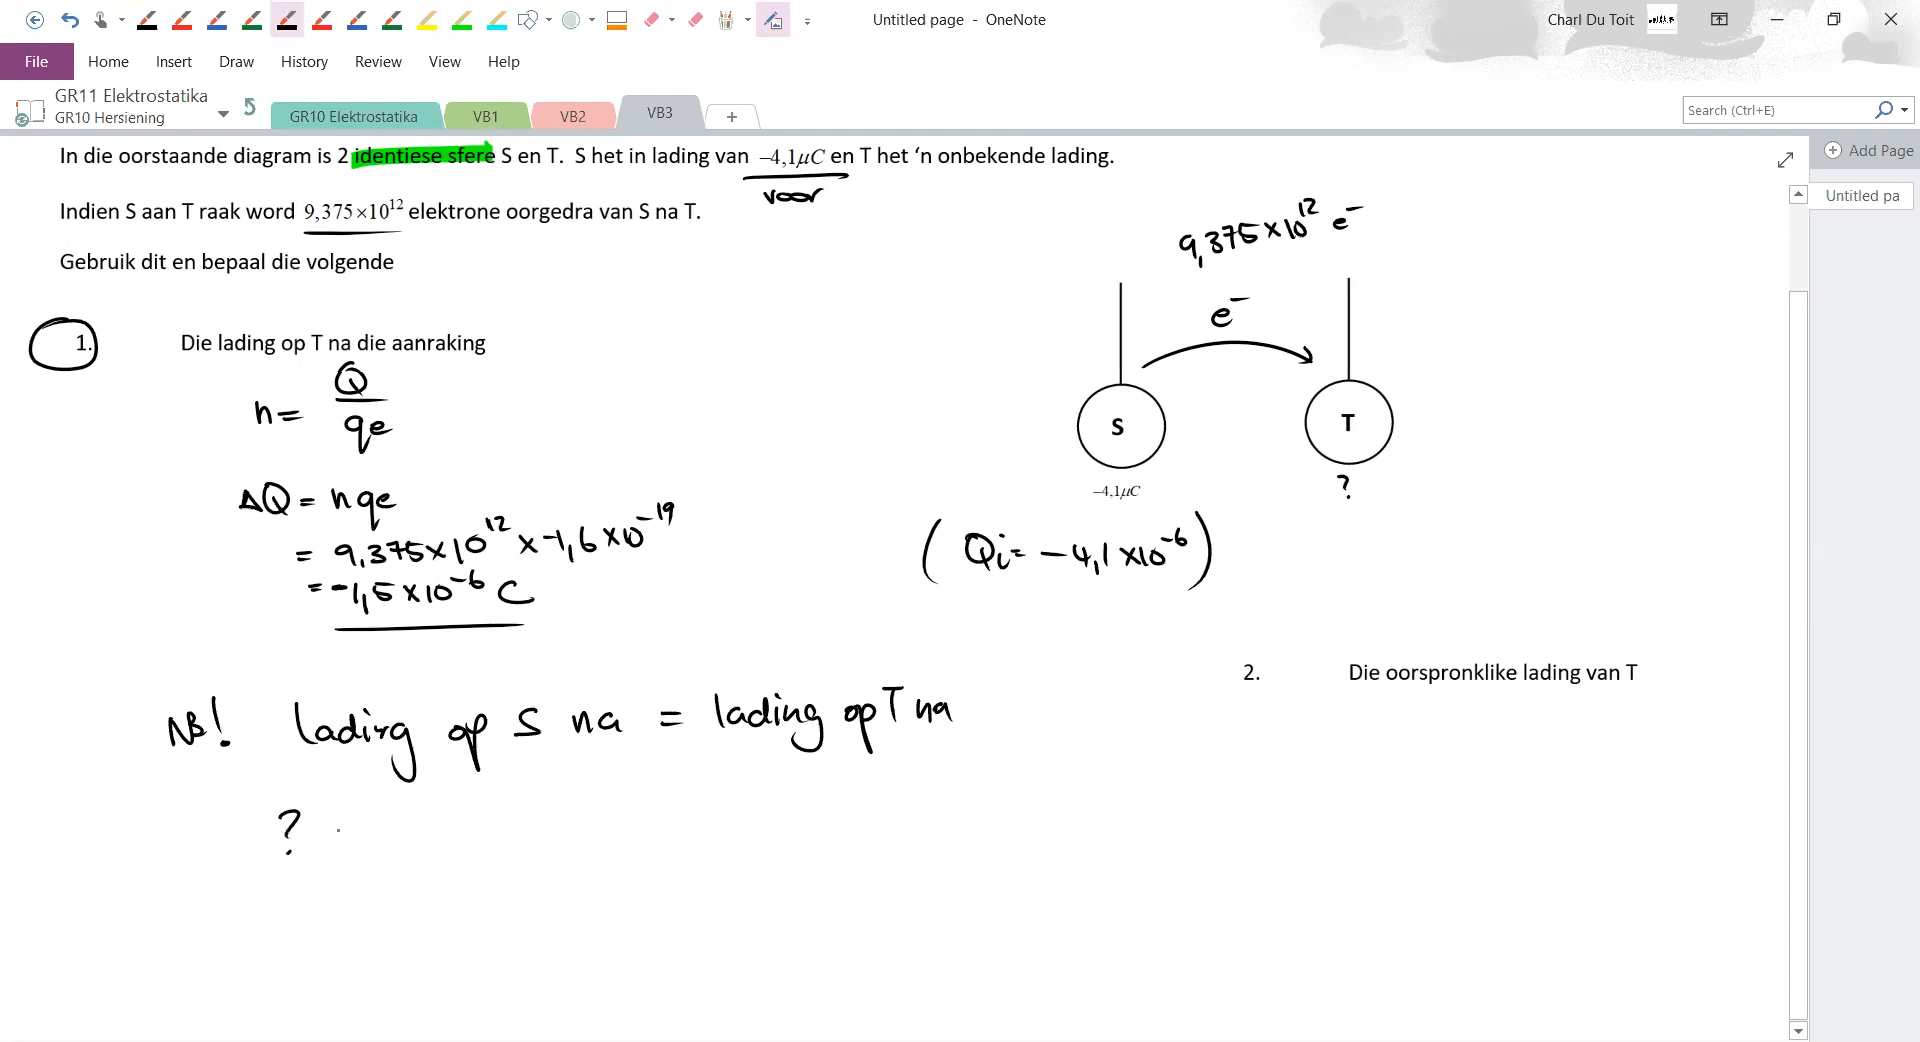 Untitled page - OneNote
Charl Du Toit
File Home Insert Draw History Review View Help
GR11 Elektrostatika
GR10 Hersiening
GR10 Elektrostatika VB1 VB2 VB3 +
Search (Ctrl+E)
Add Page
Untitled pa
In die oorstaande diagram is 2 identiese sfere S en T. S het in lading van –4,1μC en T het ‘n onbekende lading.
voor
Indien S aan T raak word 9,375×10¹² elektrone oorgedra van S na T.
Gebruik dit en bepaal die volgende
9,375×10¹² e⁻
e⁻
S
T
–4,1μC
?
(Qi = −4,1×10⁻⁶)
1. Die lading op T na die aanraking
n = Q/qe
ΔQ = nqe
= 9,375×10¹² × -1,6×10⁻¹⁹
= -1,5×10⁻⁶ C
2. Die oorspronklike lading van T
NB! lading op S na = lading op T na
?